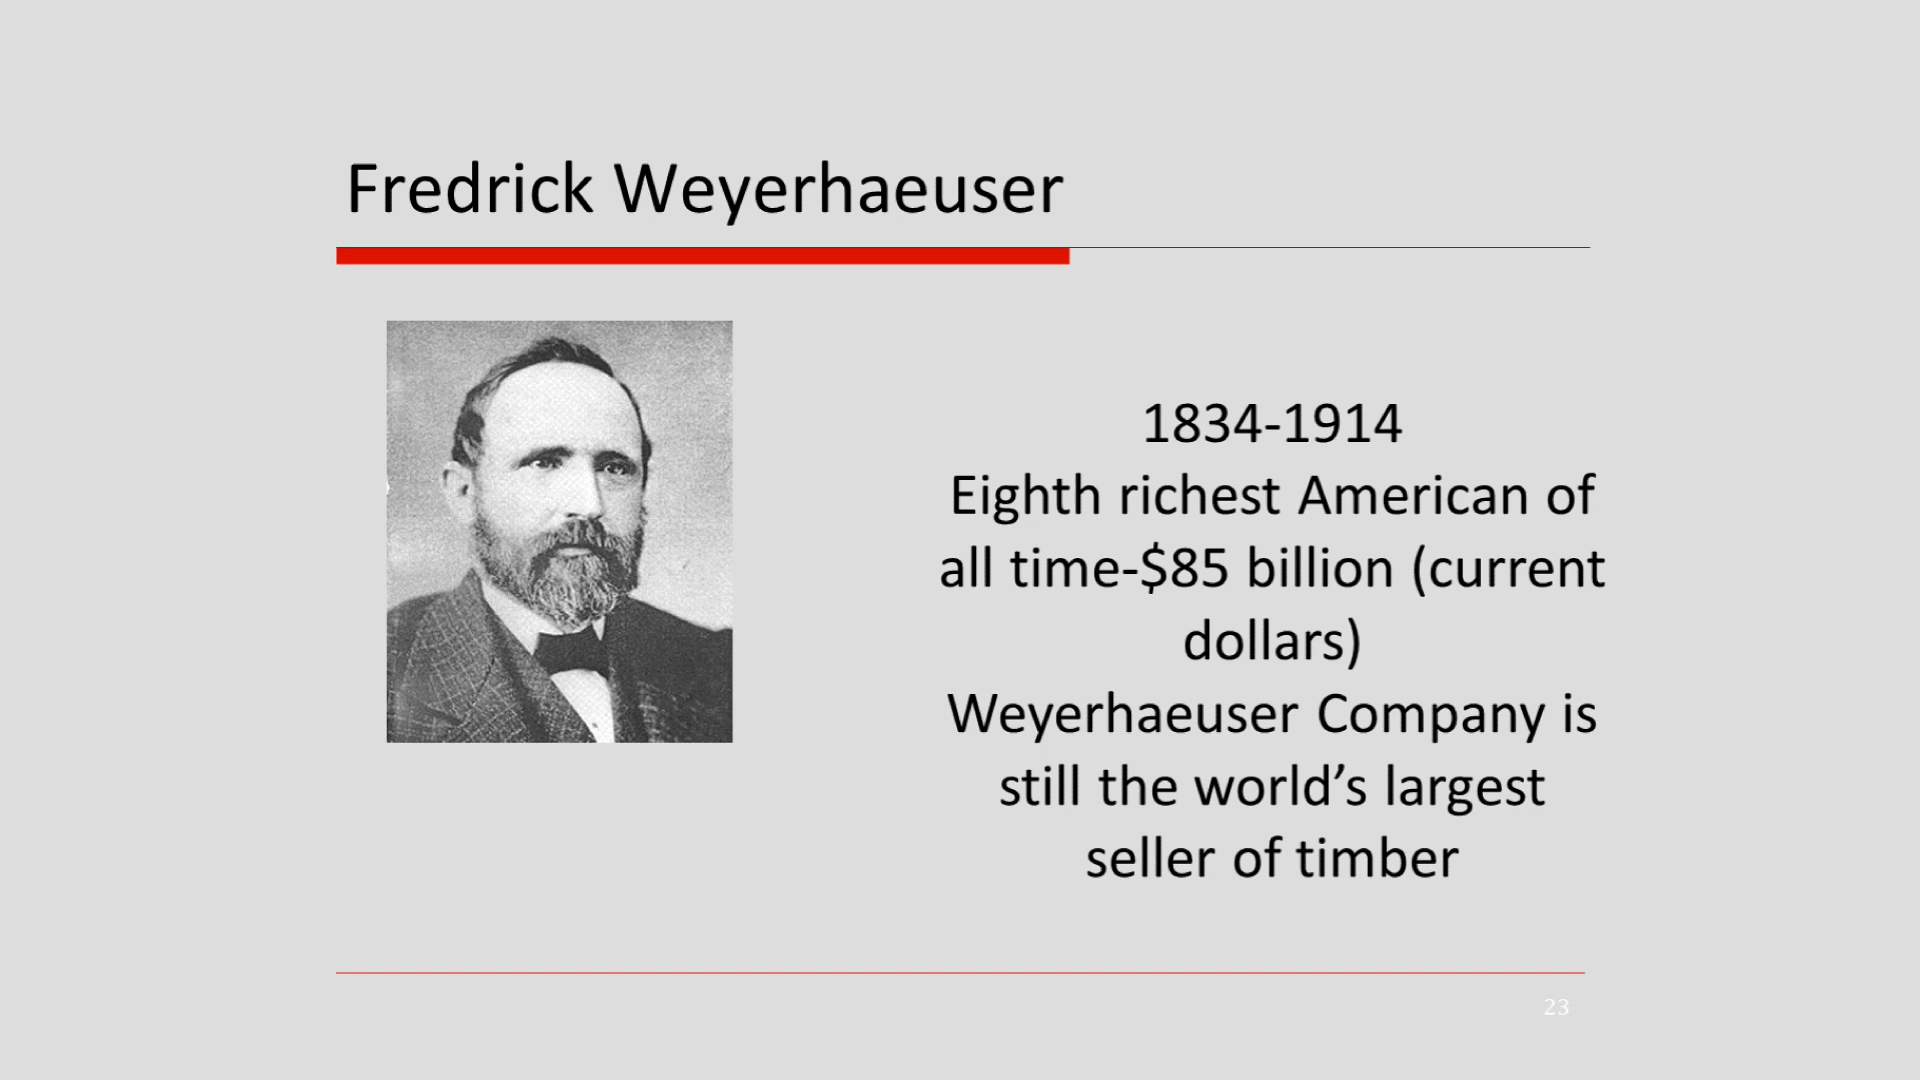 Fredrick Weyerhaeuser
1834-1914
Eighth richest American of
all time-$85 billion (current
dollars)
Weyerhaeuser Company is
still the world’s largest
seller of timber
23